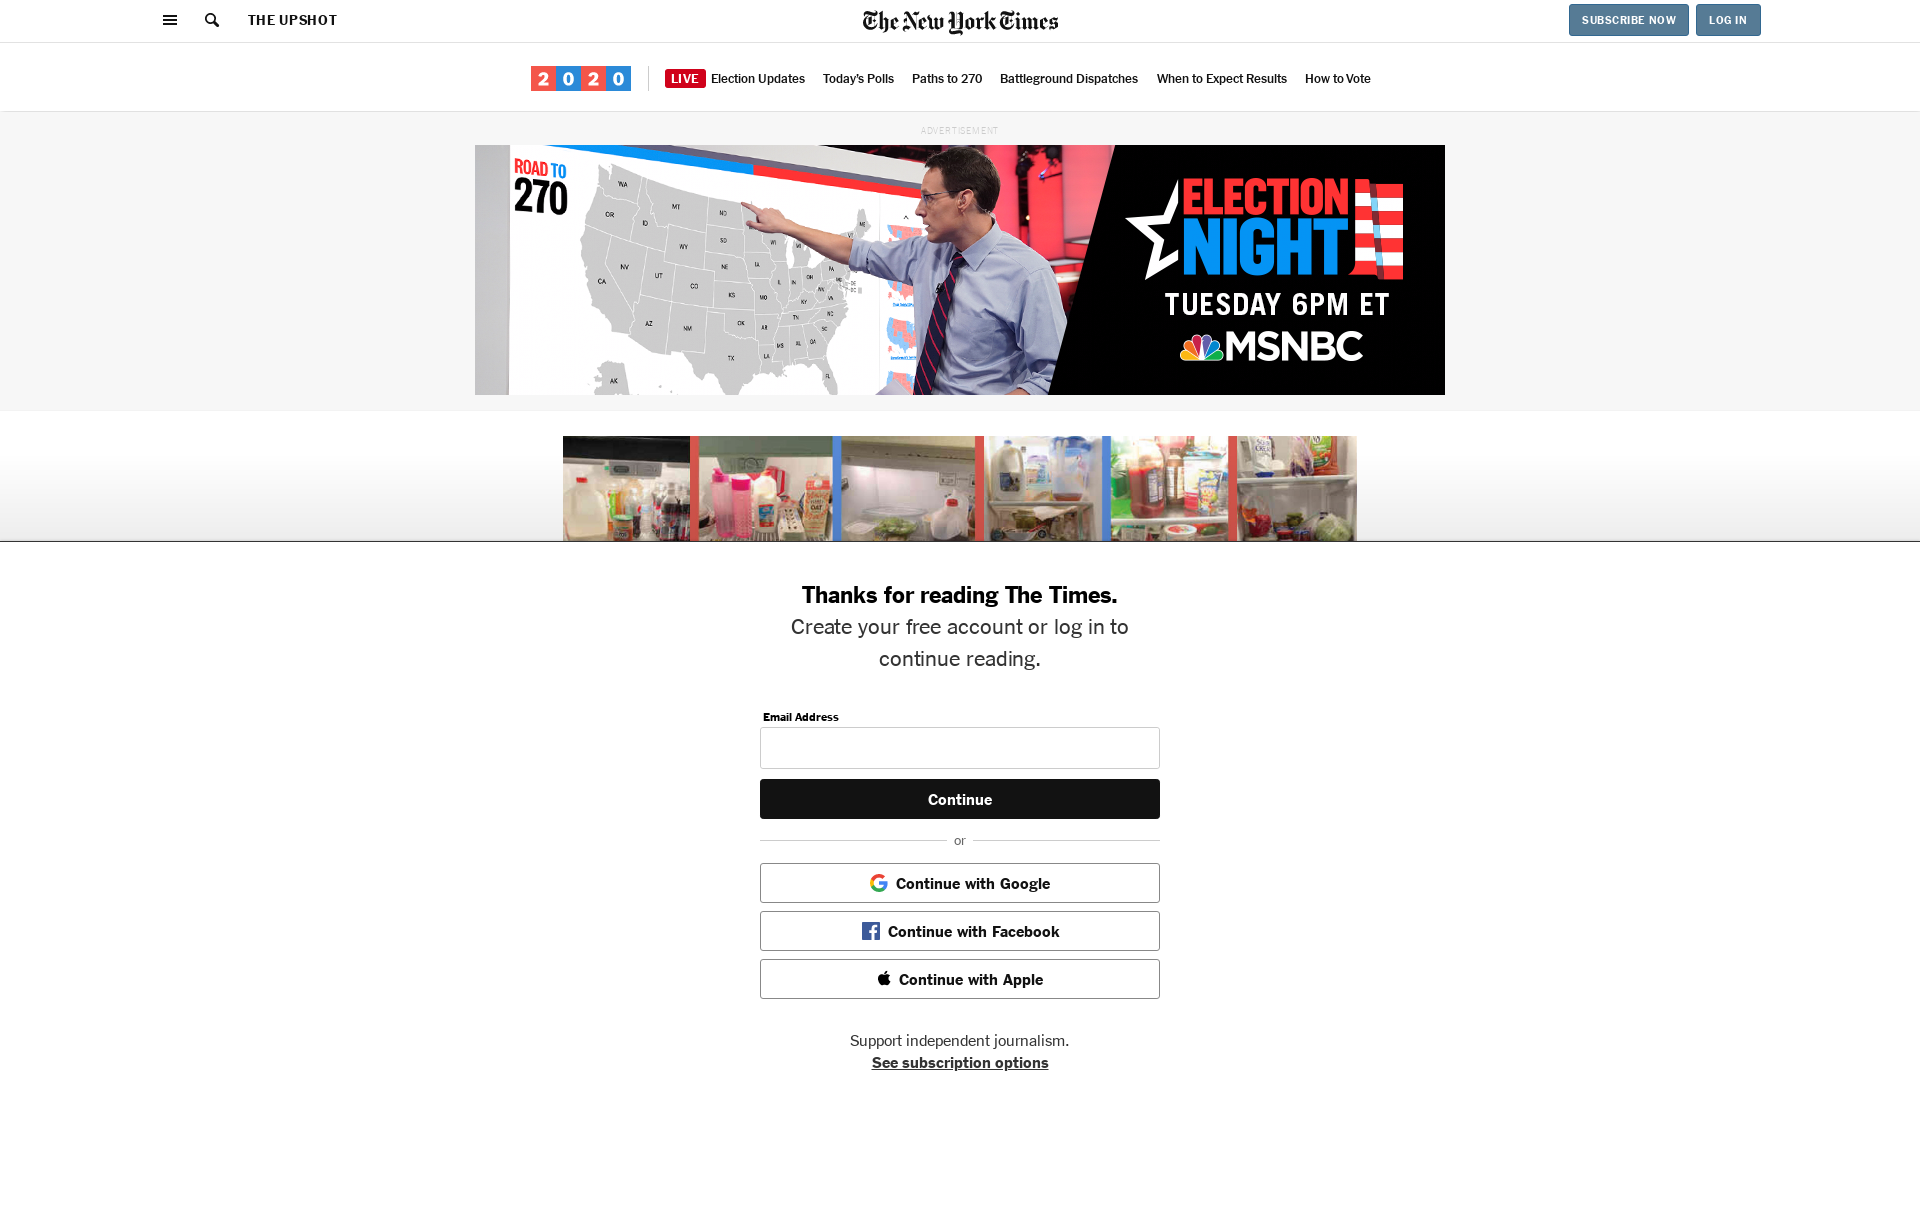 THE UPSHOT
The New York Times
SUBSCRIBE NOW
LOG IN
2020
LIVE Election Updates
Today's Polls
Paths to 270
Battleground Dispatches
When to Expect Results
How to Vote
ADVERTISEMENT
ROAD TO
270
WA
OR
ID
MT
ND
SD
WY
NV
UT
CA
CO
NE
KS
AZ
NM
OK
TX
AK
WI
MI
IA
IL
IN
OH
PA
MO
KY
VA
TN
NC
AR
SC
MS
AL
GA
LA
FL
ELECTION
NIGHT
TUESDAY 6PM ET
MSNBC
Thanks for reading The Times.
Create your free account or log in to
continue reading.
Email Address
Continue
or
Continue with Google
Continue with Facebook
Continue with Apple
Support independent journalism.
See subscription options